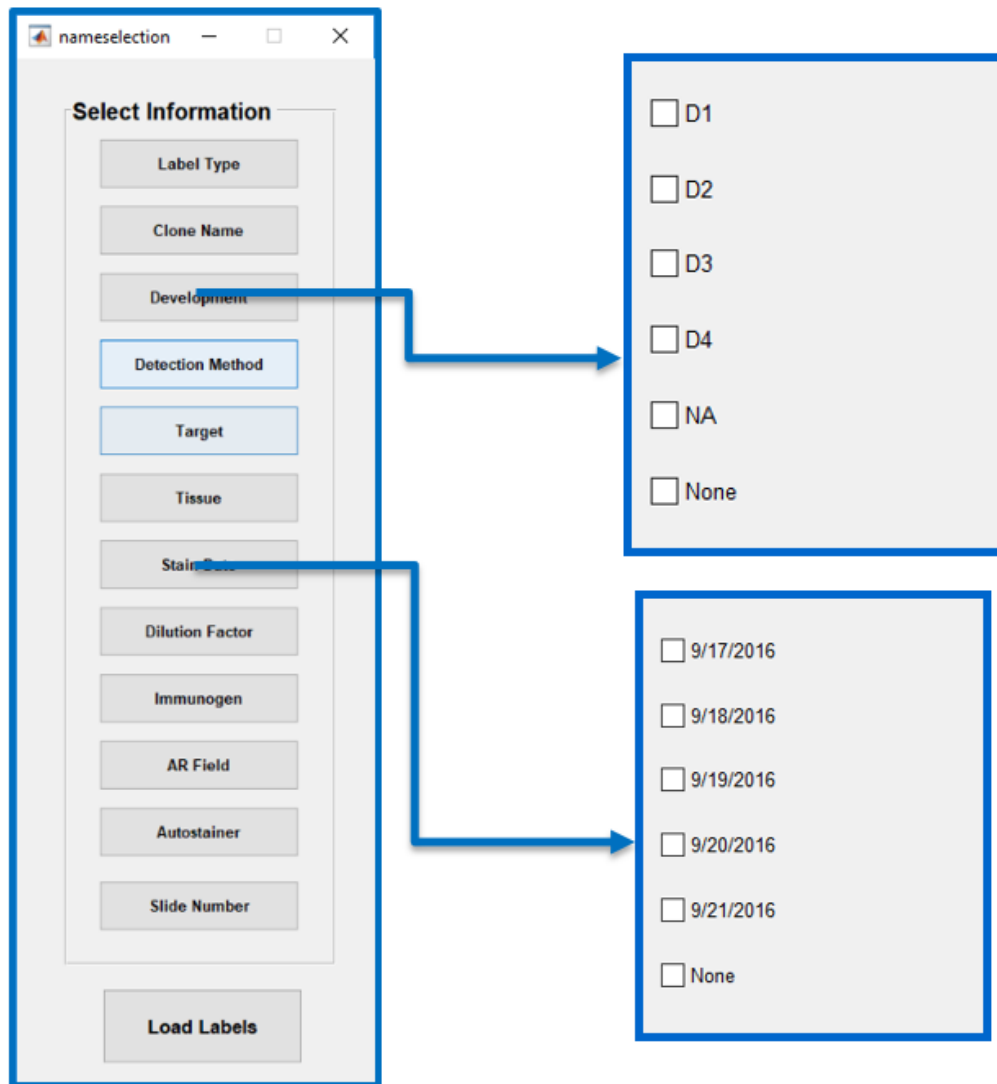 nameselection
Select Information
Label Type
Clone Name
Development
Detection Method
Target
Tissue
Stain Date
Dilution Factor
Immunogen
AR Field
Autostainer
Slide Number
Load Labels
D1
D2
D3
D4
NA
None
9/17/2016
9/18/2016
9/19/2016
9/20/2016
9/21/2016
None